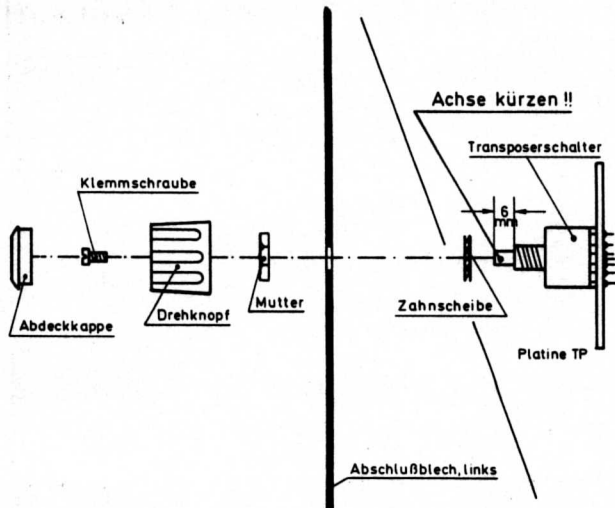 Achse kürzen !!
Transposerschalter
Klemmschraube
6
mm
Abdeckkappe
Drehknopf
Mutter
Zahnscheibe
Platine TP
Abschlußblech, links